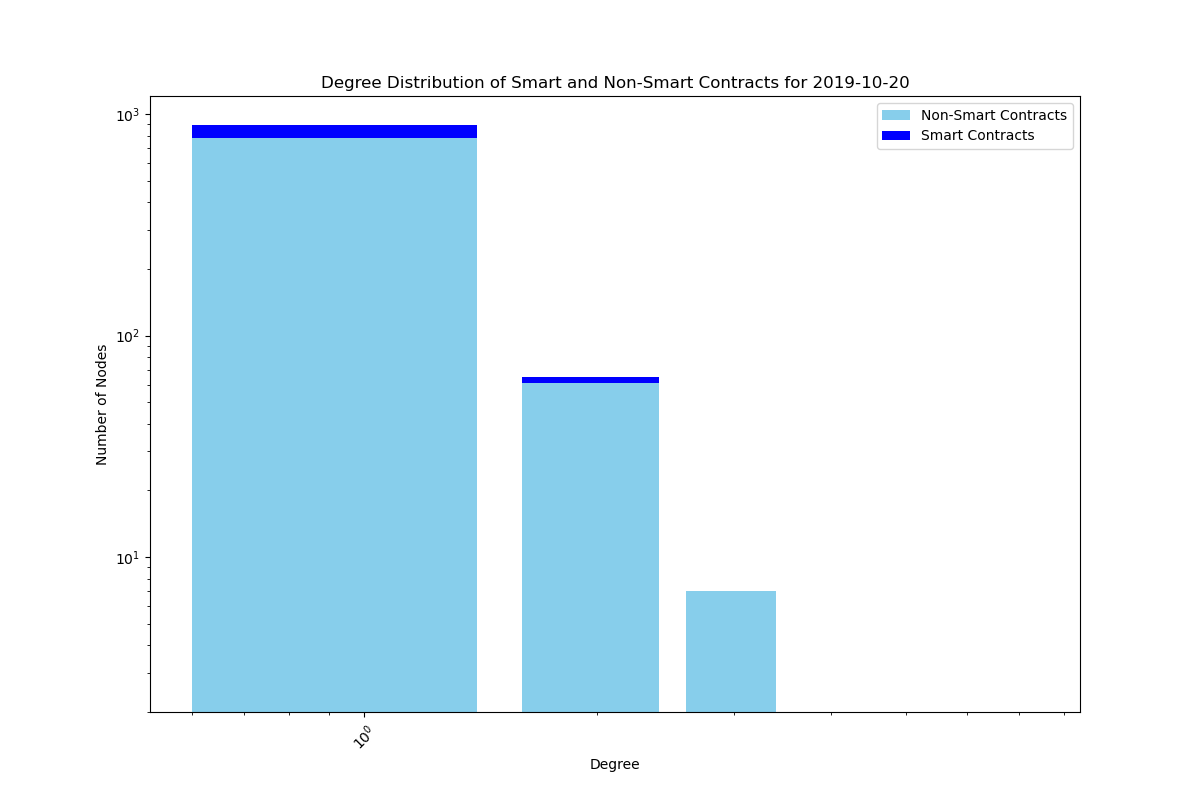 Degree Distribution of Smart and Non-Smart Contracts for 2019-10-20
Non-Smart Contracts
Smart Contracts
Number of Nodes
10³
10²
10¹
10⁰
Degree